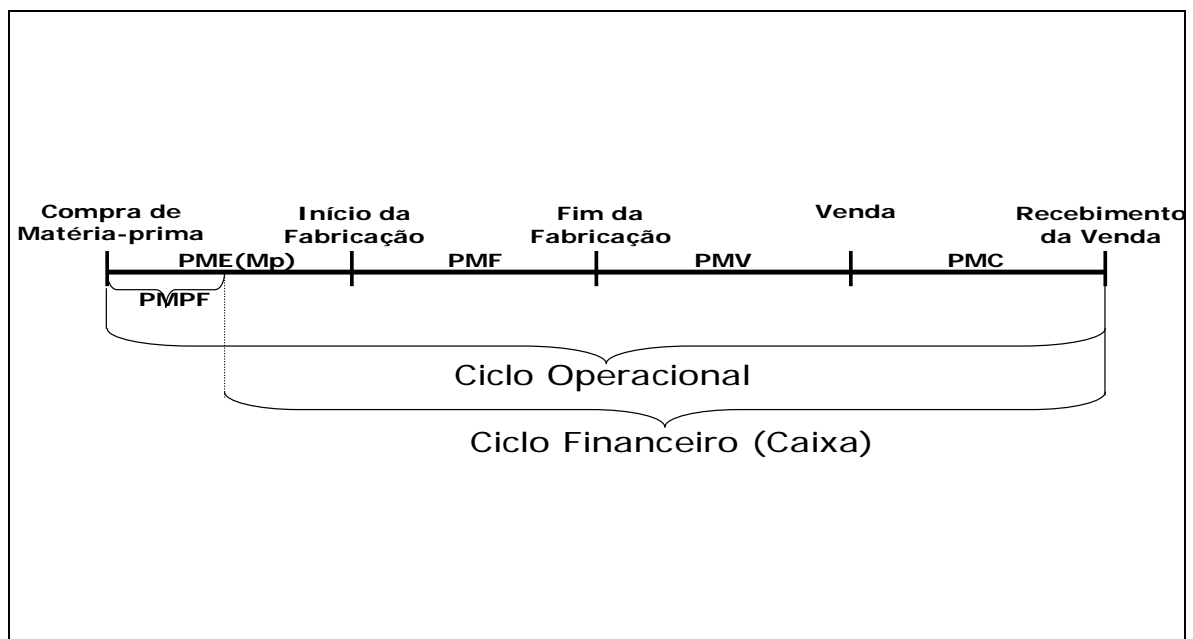 Compra de
Matéria-prima
Início da
Fabricação
Fim da
Fabricação
Venda
Recebimento
da Venda
PME(Mp)
PMF
PMV
PMC
PMPF
Ciclo Operacional
Ciclo Financeiro (Caixa)